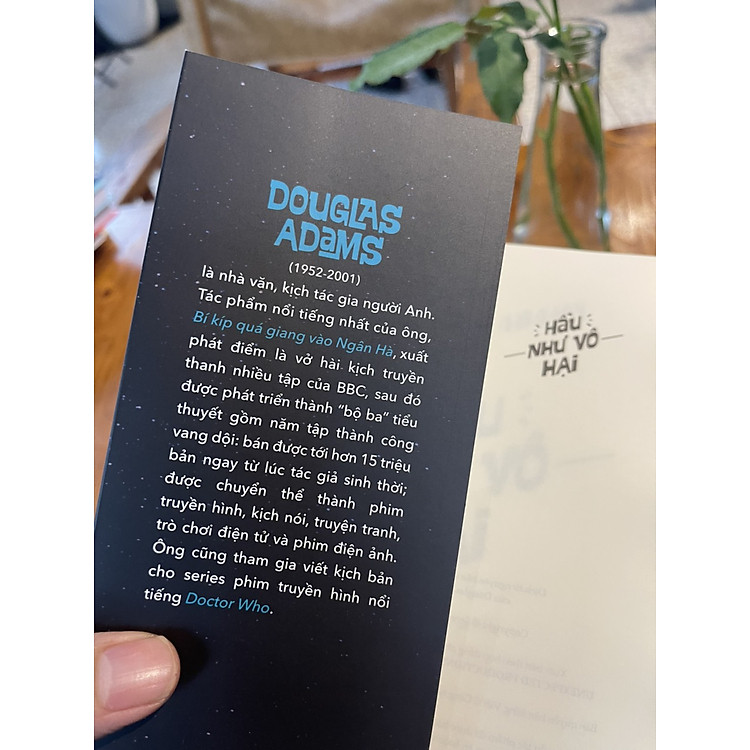 DOUGLAS
ADaMS
(1952-2001)
là nhà văn, kịch tác gia người Anh.
Tác phẩm nổi tiếng nhất của ông,
Bí kíp quá giang vào Ngân Hà, xuất
phát điểm là vở hài kịch truyền
thanh nhiều tập của BBC, sau đó
được phát triển thành “bộ ba” tiểu
thuyết gồm năm tập thành công
vang dội: bán được tới hơn 15 triệu
bản ngay từ lúc tác giả sinh thời;
được chuyển thể thành phim
truyền hình, kịch nói, truyện tranh,
trò chơi điện tử và phim điện ảnh.
Ông cũng tham gia viết kịch bản
cho series phim truyền hình nổi
tiếng Doctor Who.
HẦU
NHƯ VÔ
HẠI